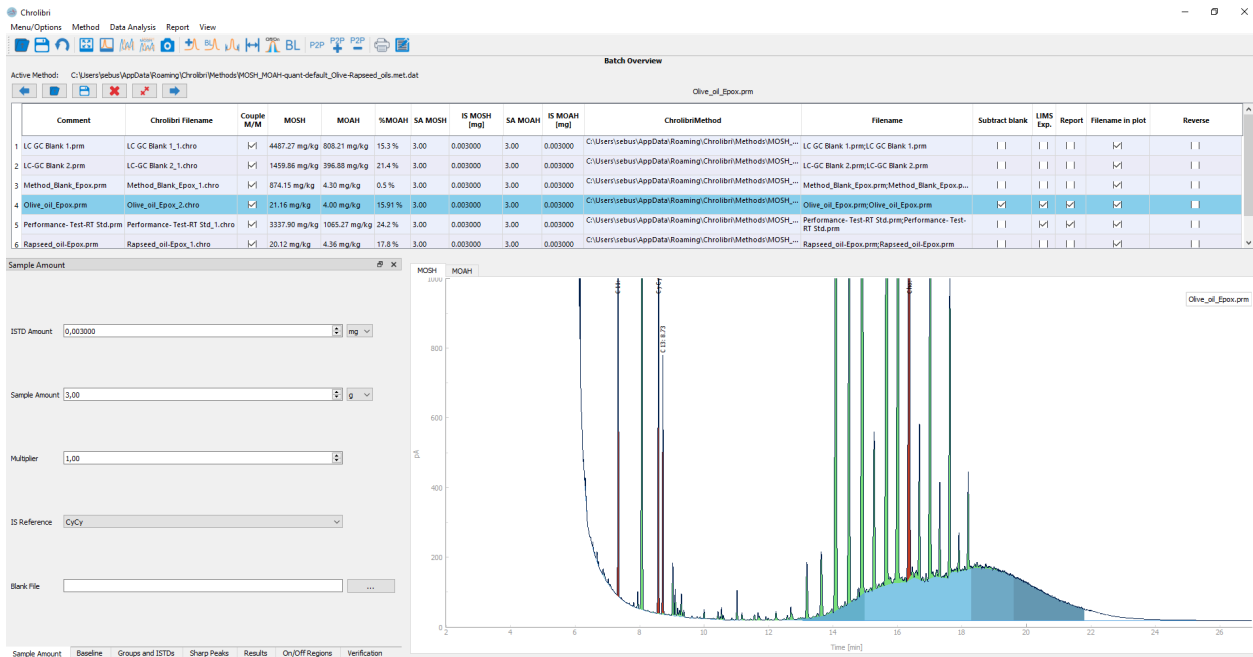 Chrolibri
Menu/Options Method Data Analysis Report View
BL P2P P2P P2P
Batch Overview
Active Method: C:\Users\sebus\AppData\Roaming\Chrolibri\Methods\MOSH_MOAH-quant-default_Olive-Rapseed_oils.met.dat
Olive_oil_Epox.prm
Comment Chrolibri Filename Couple M/M MOSH MOAH %MOAH SA MOSH IS MOSH [mg] SA MOAH IS MOAH [mg] ChrolibriMethod Filename Subtract blank LIMS Exp. Report Filename in plot Reverse
1 LC GC Blank 1.prm LC GC Blank 1_1.chro 4487.27 mg/kg 808.21 mg/kg 15.3 % 3.00 0.003000 3.00 0.003000 C:\Users\sebus\AppData\Roaming\Chrolibri\Methods\MOSH_... LC GC Blank 1.prm;LC GC Blank 1.prm
2 LC-GC Blank 2.prm LC-GC Blank 2_1.chro 1459.86 mg/kg 396.88 mg/kg 21.4 % 3.00 0.003000 3.00 0.003000 C:\Users\sebus\AppData\Roaming\Chrolibri\Methods\MOSH_... LC-GC Blank 2.prm;LC-GC Blank 2.prm
3 Method_Blank_Epox.prm Method_Blank_Epox_1.chro 874.15 mg/kg 4.30 mg/kg 0.5 % 3.00 0.003000 3.00 0.003000 C:\Users\sebus\AppData\Roaming\Chrolibri\Methods\MOSH_... Method_Blank_Epox.prm;Method_Blank_Epox.p...
4 Olive_oil_Epox.prm Olive_oil_Epox_2.chro 21.16 mg/kg 4.00 mg/kg 15.91 % 3.00 0.003000 3.00 0.003000 C:\Users\sebus\AppData\Roaming\Chrolibri\Methods\MOSH_... Olive_oil_Epox.prm;Olive_oil_Epox.prm
5 Performance- Test-RT Std.prm Performance- Test-RT Std_1.chro 3337.90 mg/kg 1065.27 mg/kg 24.2 % 3.00 0.003000 3.00 0.003000 C:\Users\sebus\AppData\Roaming\Chrolibri\Methods\MOSH_... Performance- Test-RT Std.prm;Performance- Test-RT Std.prm
6 Rapseed_oil-Epox.prm Rapseed_oil-Epox_1.chro 20.12 mg/kg 4.36 mg/kg 17.8 % 3.00 0.003000 3.00 0.003000 C:\Users\sebus\AppData\Roaming\Chrolibri\Methods\MOSH_... Rapseed_oil-Epox.prm;Rapseed_oil-Epox.prm
Sample Amount
ISTD Amount 0,003000 mg
Sample Amount 3,00 g
Multiplier 1,00
IS Reference CyCy
Blank File ...
Sample Amount Baseline Groups and ISTDs Sharp Peaks Results On/Off Regions Verification
MOSH MOAH
Olive_oil_Epox.prm
C 13: 8.73
1000
800
600
400
200
0
pA
2 4 6 8 10 12 14 16 18 20 22 24 26
Time [min]